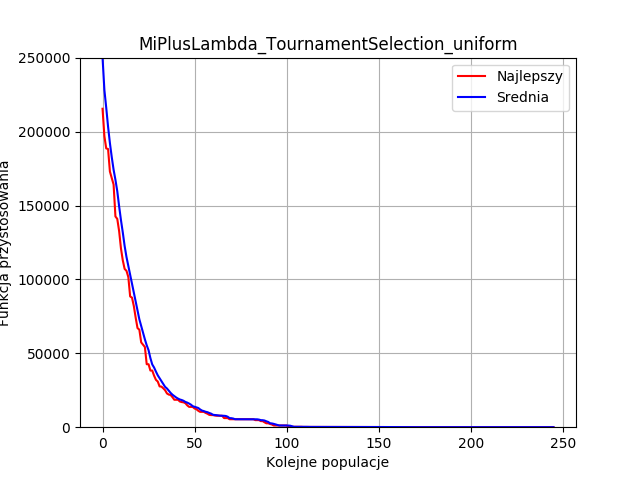 MiPlusLambda_TournamentSelection_uniform
250000
200000
150000
100000
50000
0
Funkcja przystosowania
Najlepszy
Srednia
0 50 100 150 200 250
Kolejne populacje